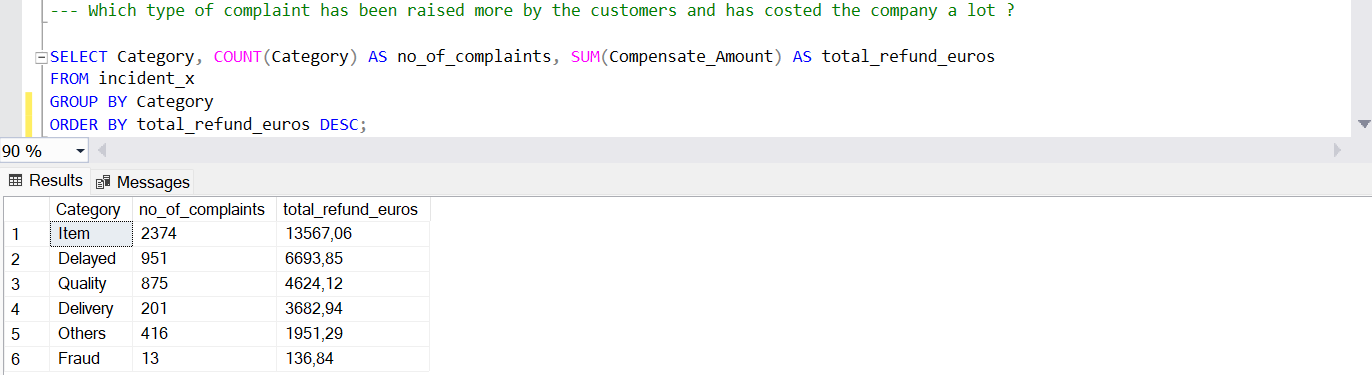 --- Which type of complaint has been raised more by the customers and has costed the company a lot ?
SELECT Category, COUNT(Category) AS no_of_complaints, SUM(Compensate_Amount) AS total_refund_euros
FROM incident_x
GROUP BY Category
ORDER BY total_refund_euros DESC;
90 %
Results Messages
Category no_of_complaints total_refund_euros
1 Item 2374 13567,06
2 Delayed 951 6693,85
3 Quality 875 4624,12
4 Delivery 201 3682,94
5 Others 416 1951,29
6 Fraud 13 136,84